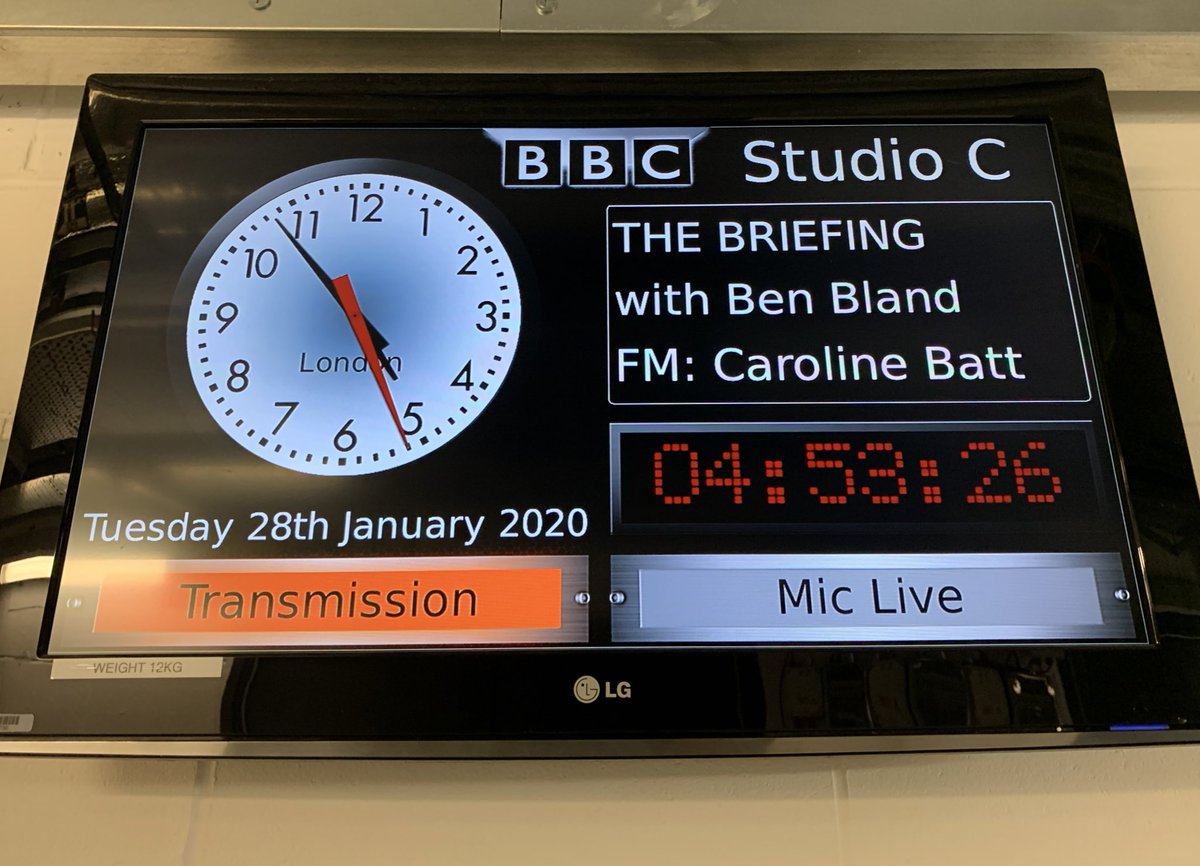 BBC Studio C
12
1
2
3
4
5
6
7
8
9
10
11
London
THE BRIEFING
with Ben Bland
FM: Caroline Batt
04:53:26
Tuesday 28th January 2020
Transmission
Mic Live
WEIGHT 12KG
LG